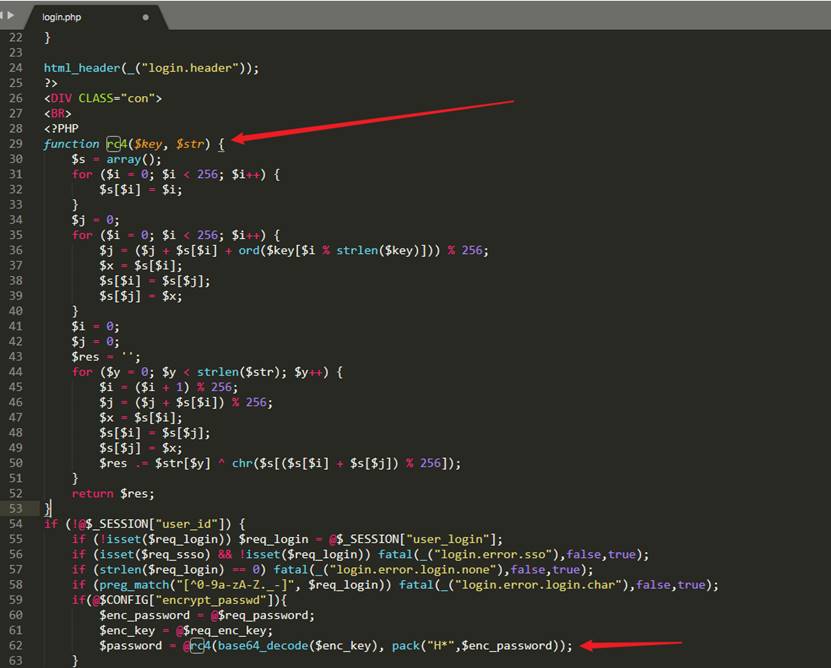 login.php
22 }
23
24 html_header(_("login.header"));
25 ?>
26 <DIV CLASS="con">
27 <BR>
28 <?PHP
29 function rc4($key, $str) {
30 $s = array();
31 for ($i = 0; $i < 256; $i++) {
32 $s[$i] = $i;
33 }
34 $j = 0;
35 for ($i = 0; $i < 256; $i++) {
36 $j = ($j + $s[$i] + ord($key[$i % strlen($key)])) % 256;
37 $x = $s[$i];
38 $s[$i] = $s[$j];
39 $s[$j] = $x;
40 }
41 $i = 0;
42 $j = 0;
43 $res = '';
44 for ($y = 0; $y < strlen($str); $y++) {
45 $i = ($i + 1) % 256;
46 $j = ($j + $s[$i]) % 256;
47 $x = $s[$i];
48 $s[$i] = $s[$j];
49 $s[$j] = $x;
50 $res .= $str[$y] ^ chr($s[($s[$i] + $s[$j]) % 256]);
51 }
52 return $res;
53 }
54 if (!@$_SESSION["user_id"]) {
55 if (!isset($req_login)) $req_login = @$_SESSION["user_login"];
56 if (isset($req_ssso) && !isset($req_login)) fatal(_("login.error.sso"),false,true);
57 if (strlen($req_login) == 0) fatal(_("login.error.login.none"),false,true);
58 if (preg_match("[^0-9a-zA-Z._-]", $req_login)) fatal(_("login.error.login.char"),false,true);
59 if(@$CONFIG["encrypt_passwd"]){
60 $enc_password = @$req_password;
61 $enc_key = @$req_enc_key;
62 $password = @rc4(base64_decode($enc_key), pack("H*",$enc_password));
63 }